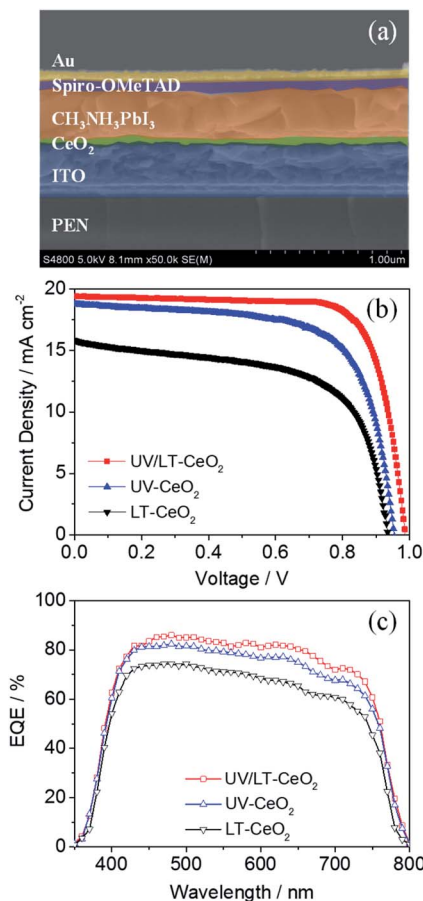 (a)
Au
Spiro-OMeTAD
CH₃NH₃PbI₃
CeO₂
ITO
PEN
S4800 5.0kV 8.1mm x50.0k SE(M) 1.00um
(b)
20
15
10
5
0
Current Density / mA cm⁻²
UV/LT-CeO₂
UV-CeO₂
LT-CeO₂
0.0 0.2 0.4 0.6 0.8 1.0
Voltage / V
(c)
100
80
60
40
20
0
EQE / %
UV/LT-CeO₂
UV-CeO₂
LT-CeO₂
400 500 600 700 800
Wavelength / nm